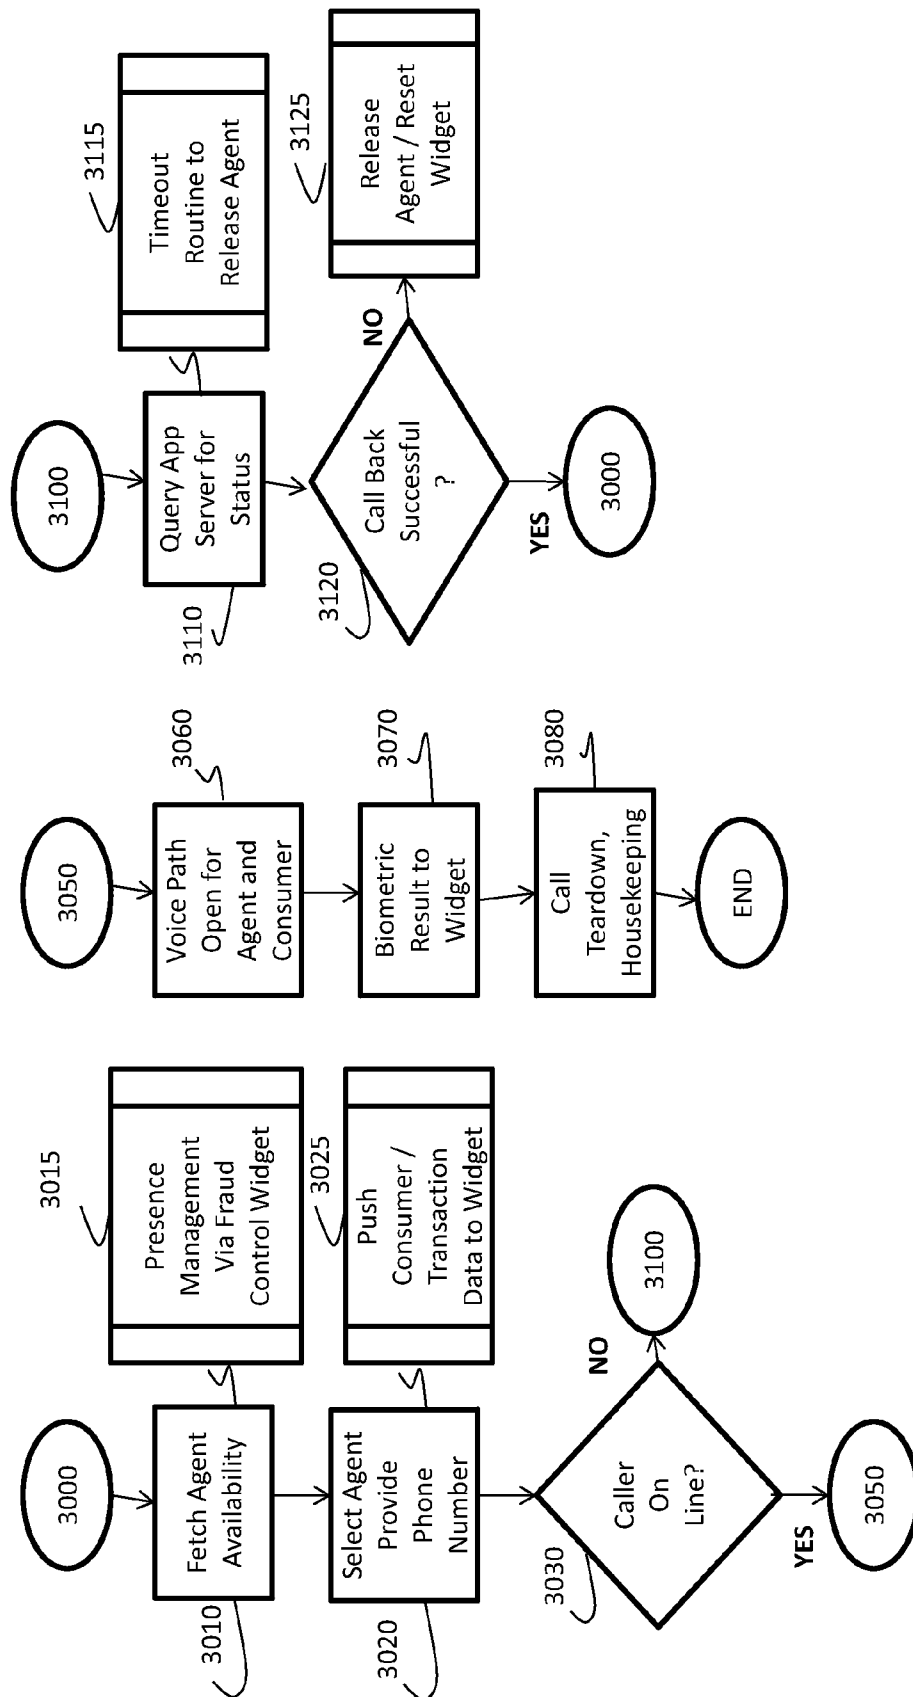 3000
Fetch Agent
Availability
3010
Presence
Management
Via Fraud
Control Widget
3015
Select Agent
Provide
Phone
Number
3020
Push
Consumer /
Transaction
Data to Widget
3025
Caller
On
Line?
3030
NO
3100
YES
3050
3050
Voice Path
Open for
Agent and
Consumer
3060
Biometric
Result to
Widget
3070
Call
Teardown,
Housekeeping
3080
END
3100
Query App
Server for
Status
3110
Timeout
Routine to
Release Agent
3115
Call Back
Successful
?
3120
NO
Release
Agent / Reset
Widget
3125
YES
3000